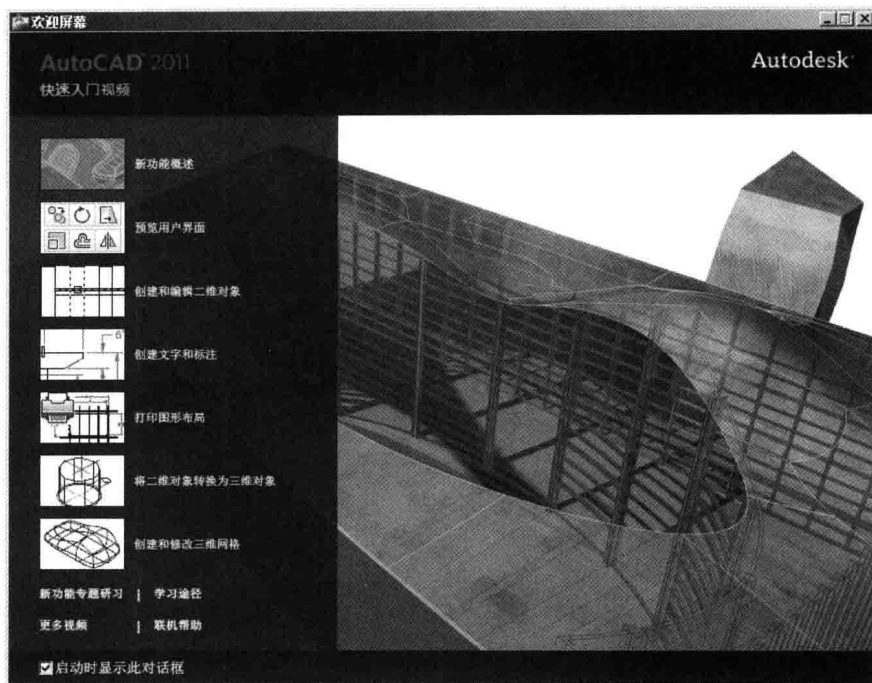 欢迎屏幕
AutoCAD 2011
Autodesk
快速入门视频
新功能概述
预览用户界面
创建和编辑二维对象
创建文字和标注
打印图形布局
将二维对象转换为三维对象
创建和修改三维网格
新功能专题研习 | 学习途径
更多视频 | 联机帮助
启动时显示此对话框